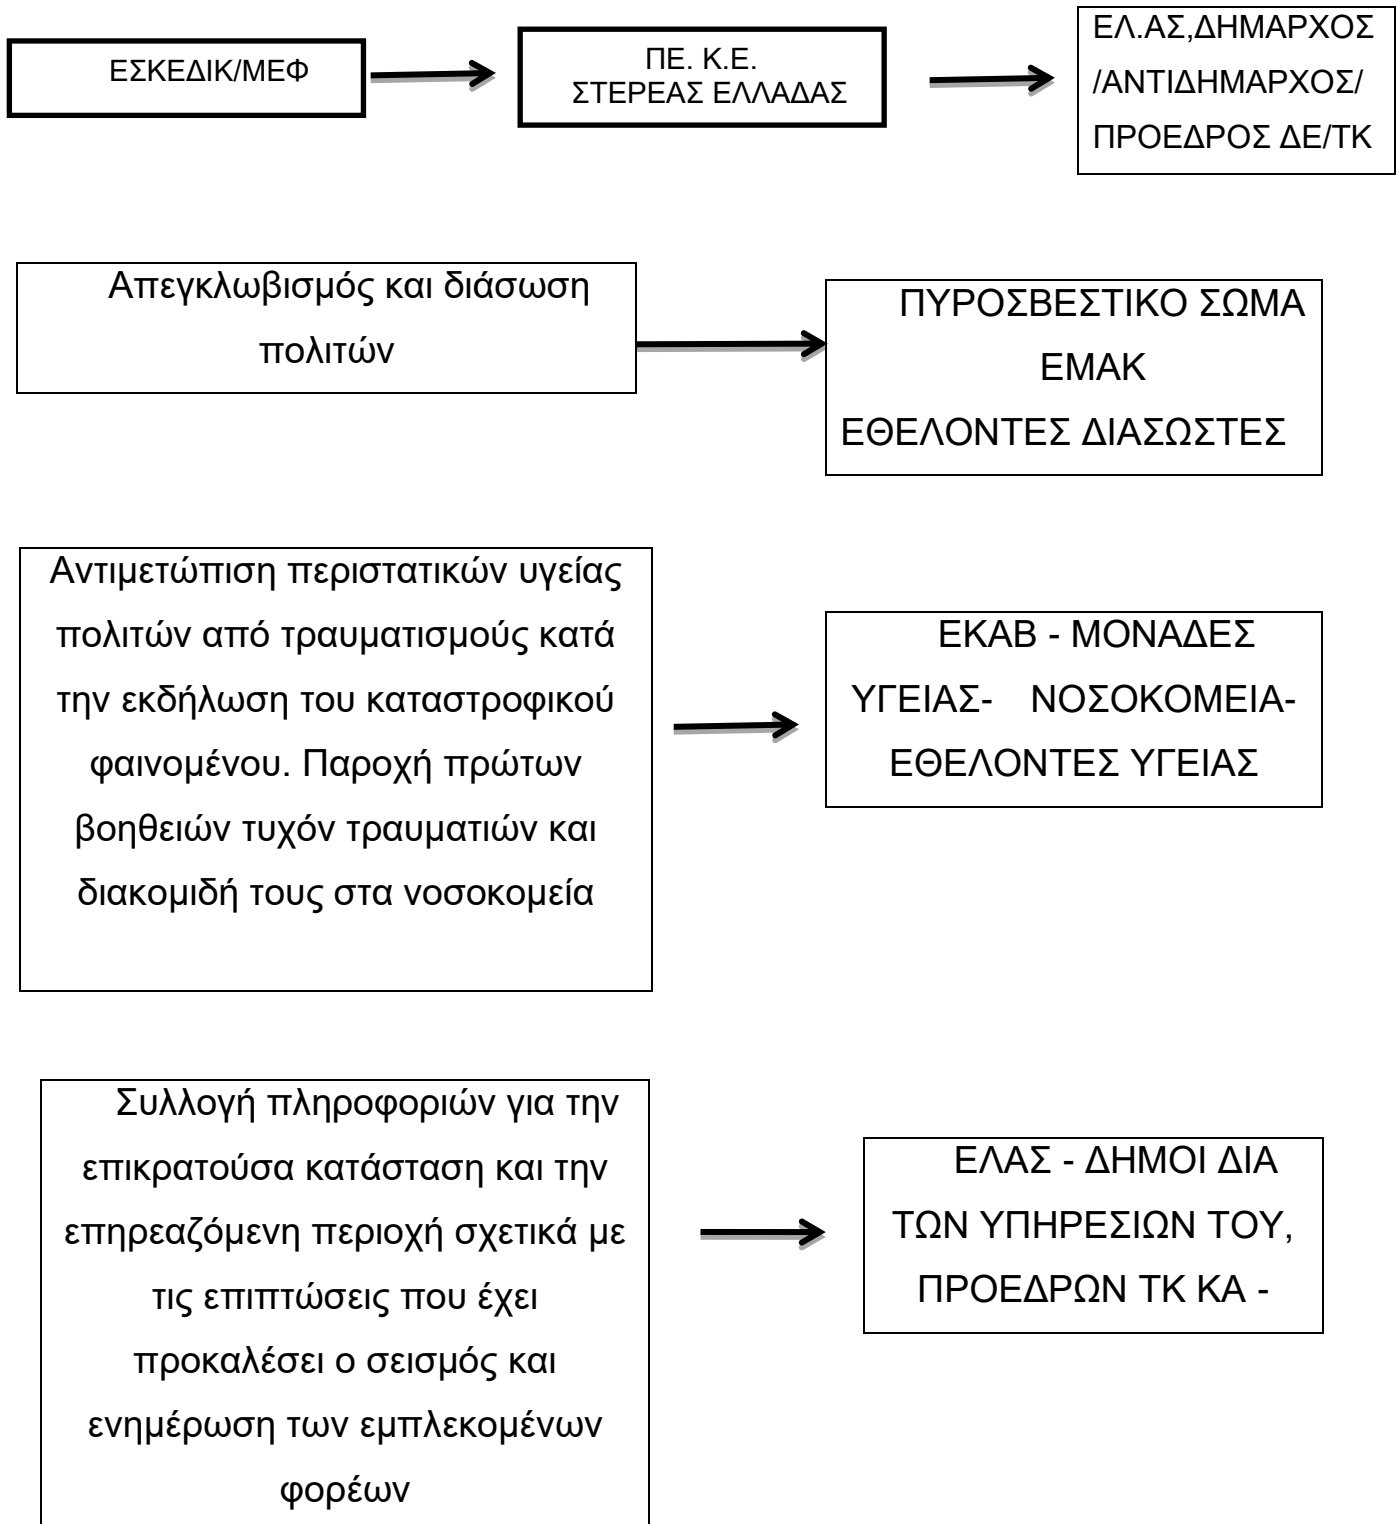 ΕΣΚΕΔΙΚ/ΜΕΦ
ΠΕ. Κ.Ε.
ΣΤΕΡΕΑΣ ΕΛΛΑΔΑΣ
ΕΛ.ΑΣ,ΔΗΜΑΡΧΟΣ
/ΑΝΤΙΔΗΜΑΡΧΟΣ/
ΠΡΟΕΔΡΟΣ ΔΕ/ΤΚ
Απεγκλωβισμός και διάσωση
πολιτών
ΠΥΡΟΣΒΕΣΤΙΚΟ ΣΩΜΑ
ΕΜΑΚ
ΕΘΕΛΟΝΤΕΣ ΔΙΑΣΩΣΤΕΣ
Αντιμετώπιση περιστατικών υγείας
πολιτών από τραυματισμούς κατά
την εκδήλωση του καταστροφικού
φαινομένου. Παροχή πρώτων
βοηθειών τυχόν τραυματιών και
διακομιδή τους στα νοσοκομεία
ΕΚΑΒ - ΜΟΝΑΔΕΣ
ΥΓΕΙΑΣ- ΝΟΣΟΚΟΜΕΙΑ-
ΕΘΕΛΟΝΤΕΣ ΥΓΕΙΑΣ
Συλλογή πληροφοριών για την
επικρατούσα κατάσταση και την
επηρεαζόμενη περιοχή σχετικά με
τις επιπτώσεις που έχει
προκαλέσει ο σεισμός και
ενημέρωση των εμπλεκομένων
φορέων
ΕΛΑΣ - ΔΗΜΟΙ ΔΙΑ
ΤΩΝ ΥΠΗΡΕΣΙΩΝ ΤΟΥ,
ΠΡΟΕΔΡΩΝ ΤΚ ΚΑ -